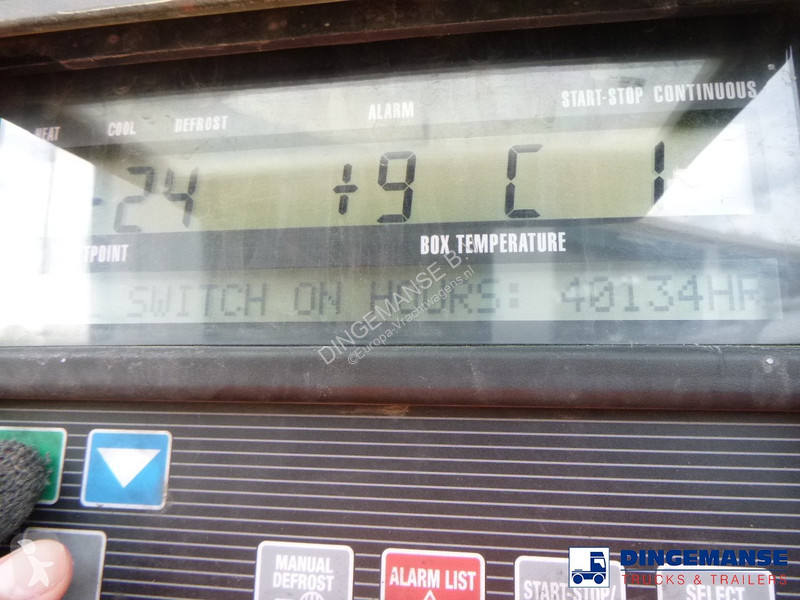 HEAT COOL DEFROST ALARM START-STOP CONTINUOUS
-24 +9 C 1
BOX TEMPERATURE
SWITCH ON HOURS: 40134HR
DINGEMANSE B.V.
©Europa-Vrachtwagens.nl
MANUAL
DEFROST
ALARM LIST
START-STOP/
SELECT
DINGEMANSE
TRUCKS & TRAILERS